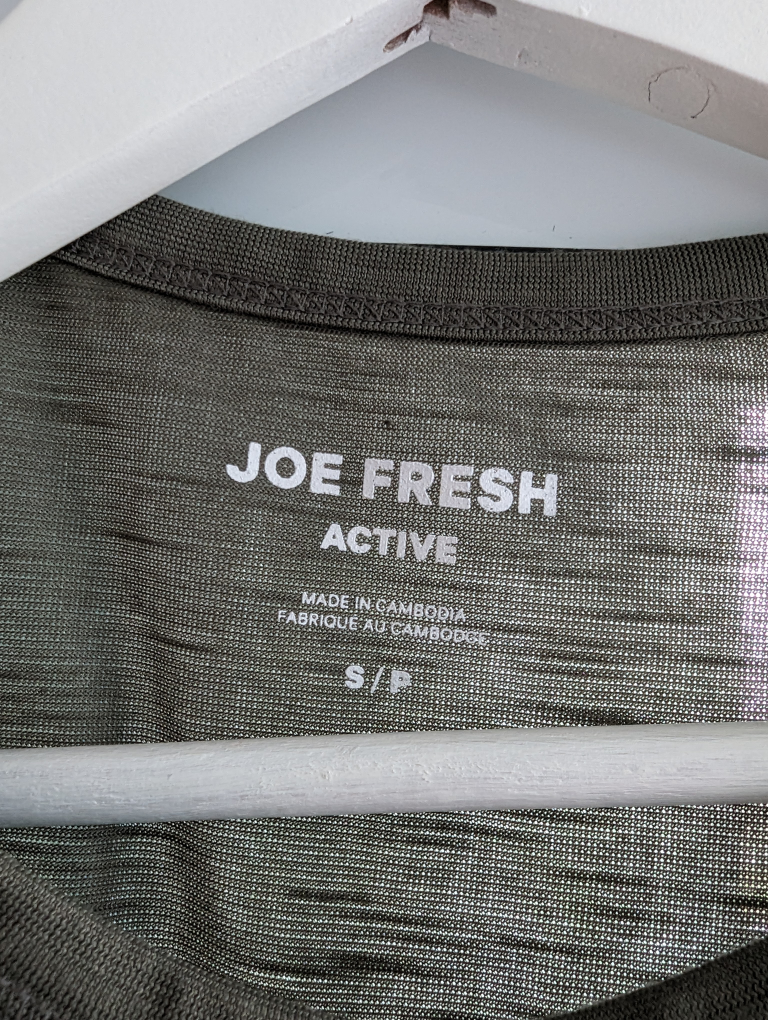 JOE FRESH
ACTIVE
MADE IN CAMBODIA
FABRIQUÉ AU CAMBODGE
S/P